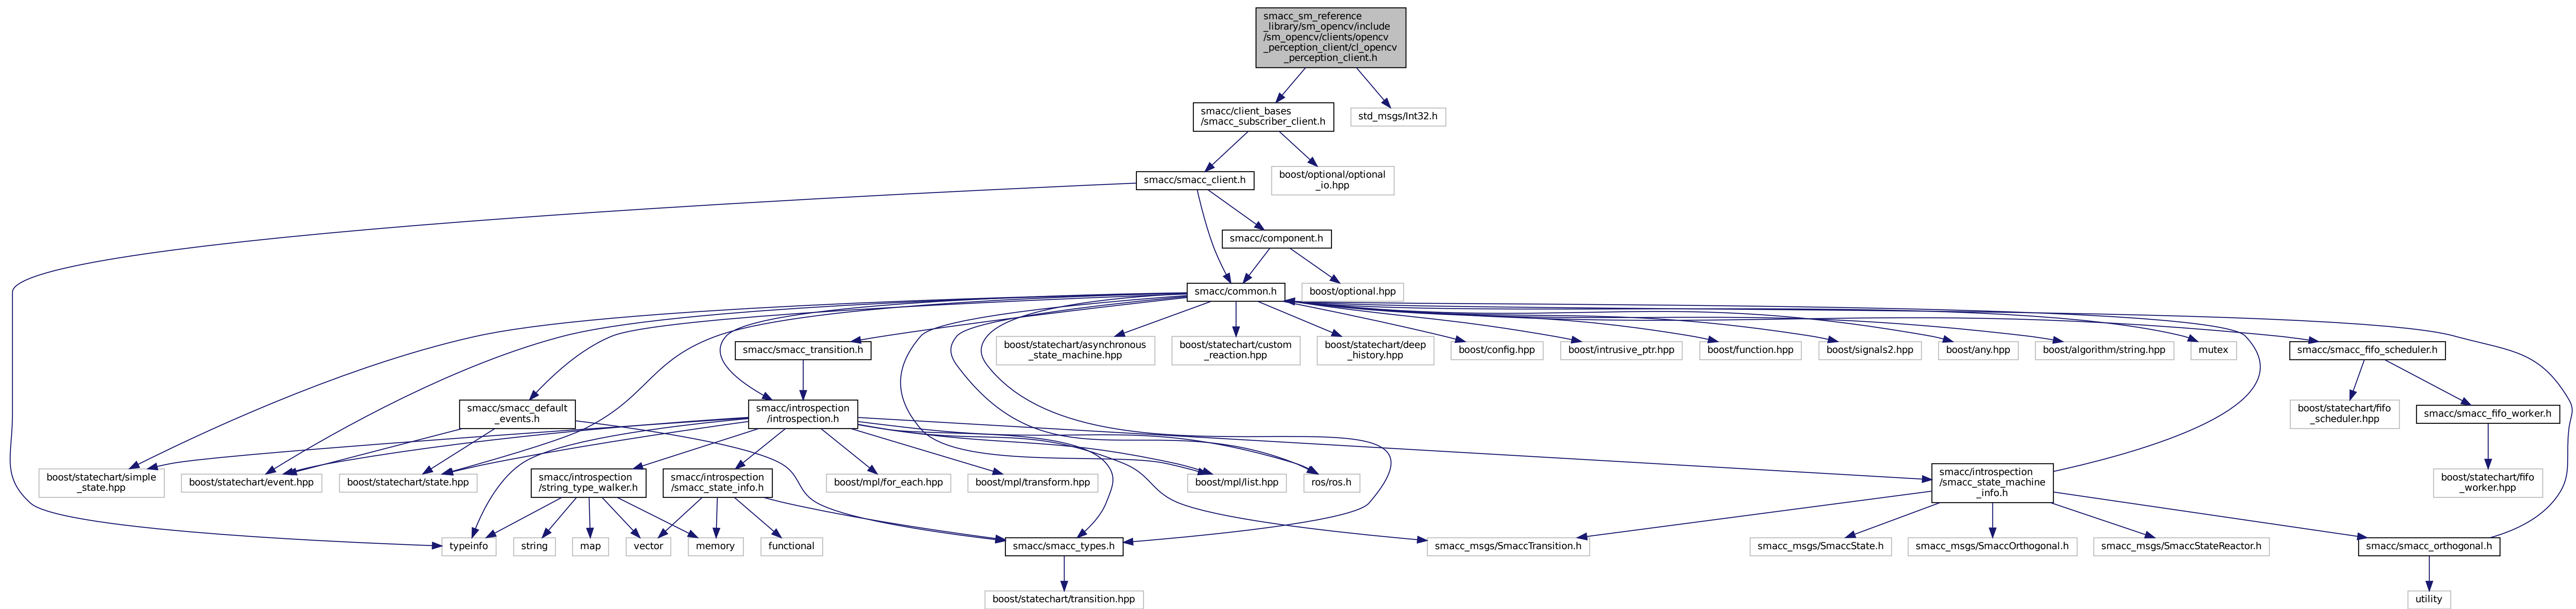 smacc_sm_reference
_library/sm_opencv/include
/sm_opencv/clients/opencv
_perception_client/cl_opencv
_perception_client.h
smacc/client_bases
/smacc_subscriber_client.h
std_msgs/Int32.h
smacc/smacc_client.h
boost/optional/optional
_io.hpp
smacc/component.h
smacc/common.h
boost/optional.hpp
smacc/smacc_transition.h
boost/statechart/asynchronous
_state_machine.hpp
boost/statechart/custom
_reaction.hpp
boost/statechart/deep
_history.hpp
boost/config.hpp
boost/intrusive_ptr.hpp
boost/function.hpp
boost/signals2.hpp
boost/any.hpp
boost/algorithm/string.hpp
mutex
smacc/smacc_fifo_scheduler.h
smacc/smacc_default
_events.h
smacc/introspection
/introspection.h
boost/statechart/fifo
_scheduler.hpp
smacc/smacc_fifo_worker.h
boost/statechart/simple
_state.hpp
boost/statechart/event.hpp
boost/statechart/state.hpp
smacc/introspection
/string_type_walker.h
smacc/introspection
/smacc_state_info.h
boost/mpl/for_each.hpp
boost/mpl/transform.hpp
boost/mpl/list.hpp
ros/ros.h
smacc/introspection
/smacc_state_machine
_info.h
boost/statechart/fifo
_worker.hpp
typeinfo
string
map
vector
memory
functional
smacc/smacc_types.h
smacc_msgs/SmaccTransition.h
smacc_msgs/SmaccState.h
smacc_msgs/SmaccOrthogonal.h
smacc_msgs/SmaccStateReactor.h
smacc/smacc_orthogonal.h
boost/statechart/transition.hpp
utility